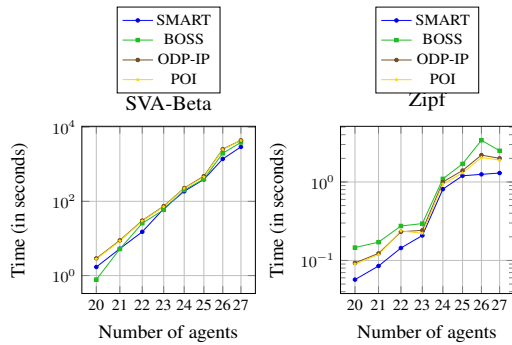 SMART
BOSS
ODP-IP
POI
SVA-Beta
Time (in seconds)
10^4
10^2
10^0
20 21 22 23 24 25 26 27
Number of agents
SMART
BOSS
ODP-IP
POI
Zipf
Time (in seconds)
10^0
10^−1
20 21 22 23 24 25 26 27
Number of agents